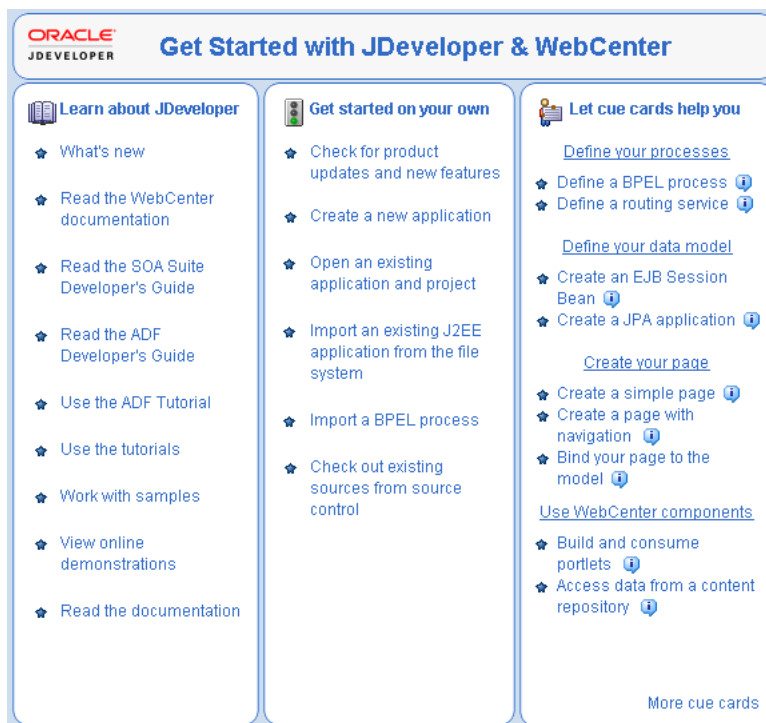 ORACLE
JDEVELOPER
Get Started with JDeveloper & WebCenter
Learn about JDeveloper
What's new
Read the WebCenter
documentation
Read the SOA Suite
Developer's Guide
Read the ADF
Developer's Guide
Use the ADF Tutorial
Use the tutorials
Work with samples
View online
demonstrations
Read the documentation
Get started on your own
Check for product
updates and new features
Create a new application
Open an existing
application and project
Import an existing J2EE
application from the file
system
Import a BPEL process
Check out existing
sources from source
control
Let cue cards help you
Define your processes
Define a BPEL process
Define a routing service
Define your data model
Create an EJB Session
Bean
Create a JPA application
Create your page
Create a simple page
Create a page with
navigation
Bind your page to the
model
Use WebCenter components
Build and consume
portlets
Access data from a content
repository
More cue cards